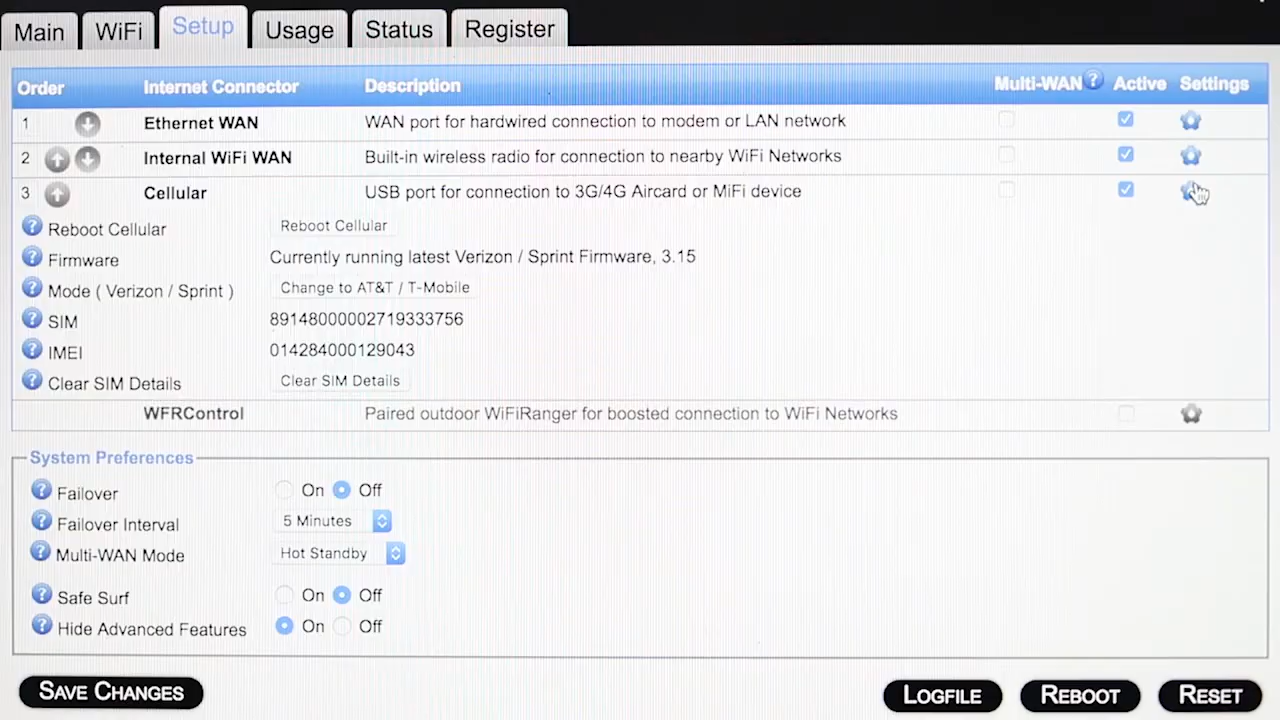 Main WiFi Setup Usage Status Register
Order Internet Connector Description Multi-WAN ? Active Settings
1 Ethernet WAN WAN port for hardwired connection to modem or LAN network
2 Internal WiFi WAN Built-in wireless radio for connection to nearby WiFi Networks
3 Cellular USB port for connection to 3G/4G Aircard or MiFi device
? Reboot Cellular Reboot Cellular
? Firmware Currently running latest Verizon / Sprint Firmware, 3.15
? Mode ( Verizon / Sprint ) Change to AT&T / T-Mobile
? SIM 89148000002719333756
? IMEI 014284000129043
? Clear SIM Details Clear SIM Details
WFRControl Paired outdoor WiFiRanger for boosted connection to WiFi Networks
System Preferences
? Failover On Off
? Failover Interval 5 Minutes
? Multi-WAN Mode Hot Standby
? Safe Surf On Off
? Hide Advanced Features On Off
SAVE CHANGES LOGFILE REBOOT RESET